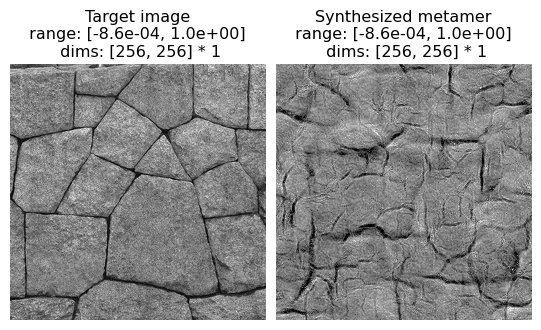 Target image
range: [-8.6e-04, 1.0e+00]
dims: [256, 256] * 1
Synthesized metamer
range: [-8.6e-04, 1.0e+00]
dims: [256, 256] * 1